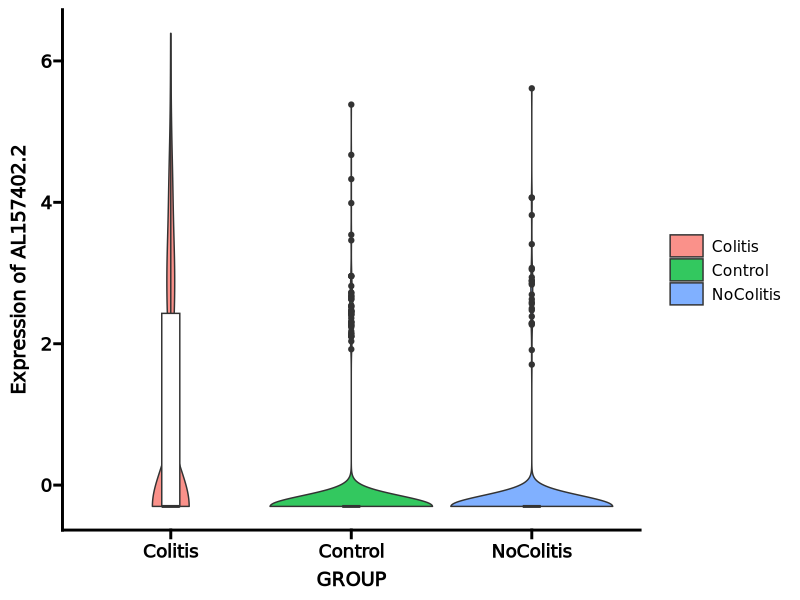 Expression of AL157402.2
6
4
2
0
Colitis
Control
NoColitis
GROUP
Colitis
Control
NoColitis